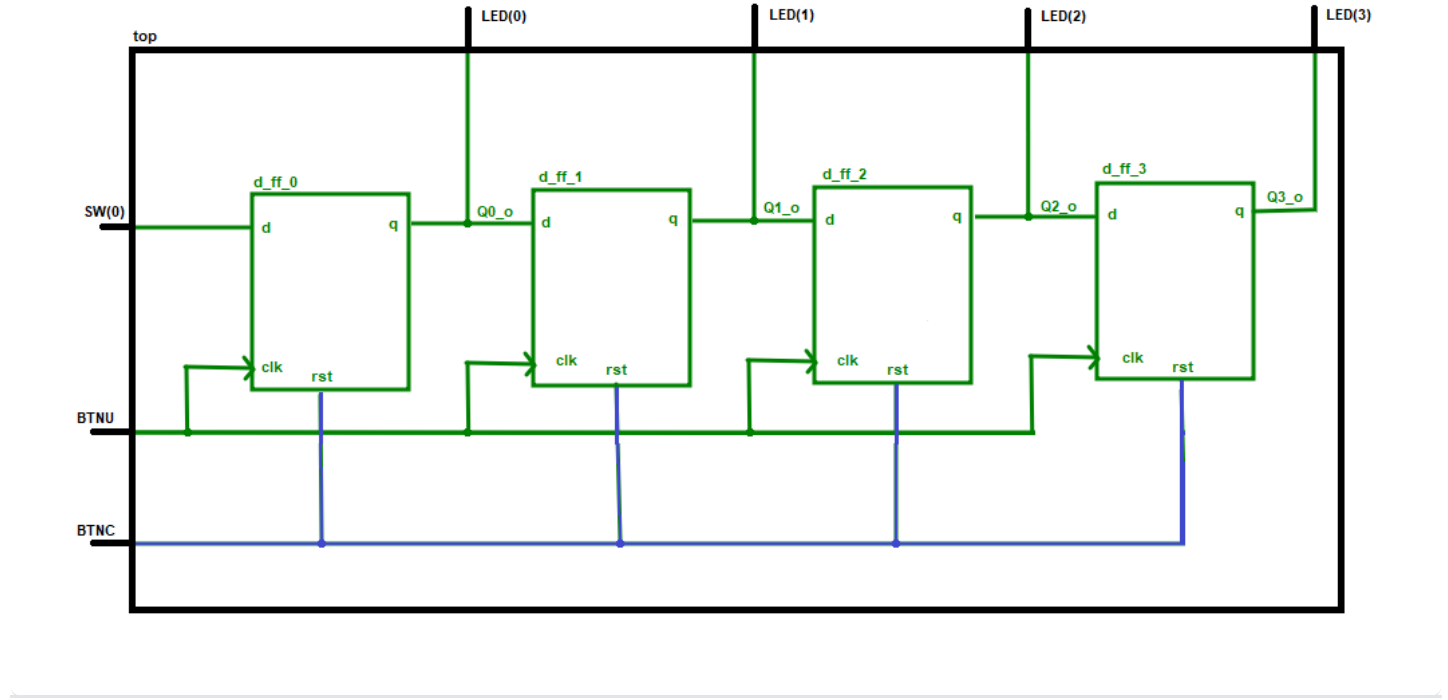 LED(0)
LED(1)
LED(2)
LED(3)
top
d_ff_0
d_ff_1
d_ff_2
d_ff_3
SW(0)
d
q
Q0_o
d
q
Q1_o
d
q
Q2_o
d
q
Q3_o
clk
rst
clk
rst
clk
rst
clk
rst
BTNU
BTNC